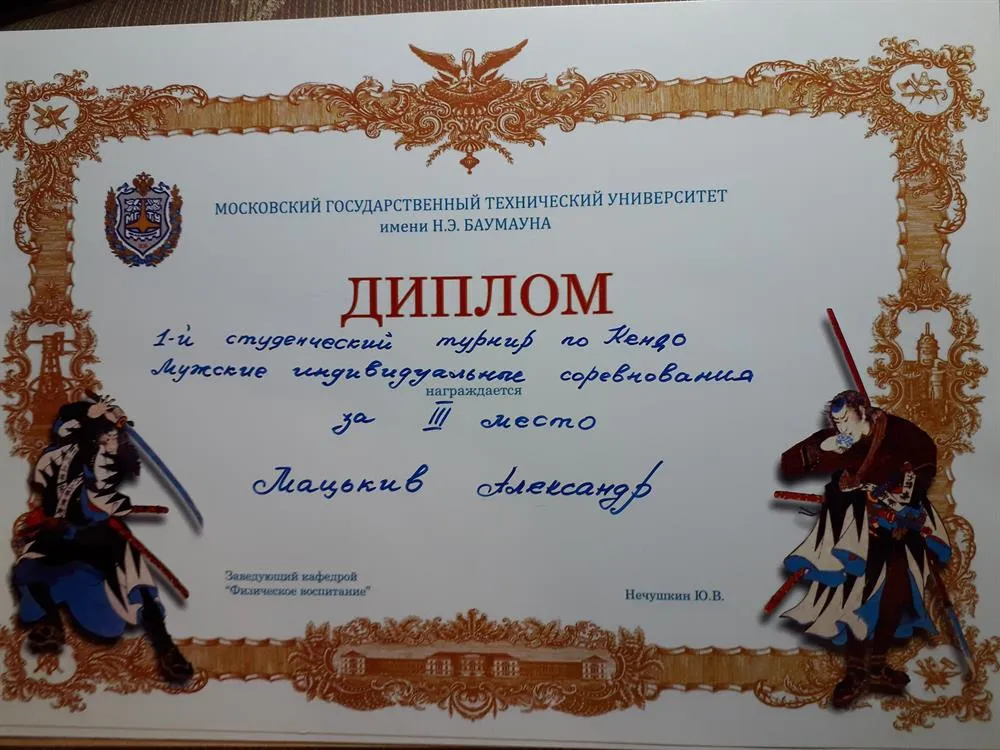 МГТУ
МОСКОВСКИЙ ГОСУДАРСТВЕННЫЙ ТЕХНИЧЕСКИЙ УНИВЕРСИТЕТ
имени Н.Э. БАУМАУНА
ДИПЛОМ
1-й студенческий турнир по Кендо
Мужские индивидуальные соревнования
награждается
за III место
Мацькив Александр
Заведующий кафедрой
"Физическое воспитание"
Нечушкин Ю.В.